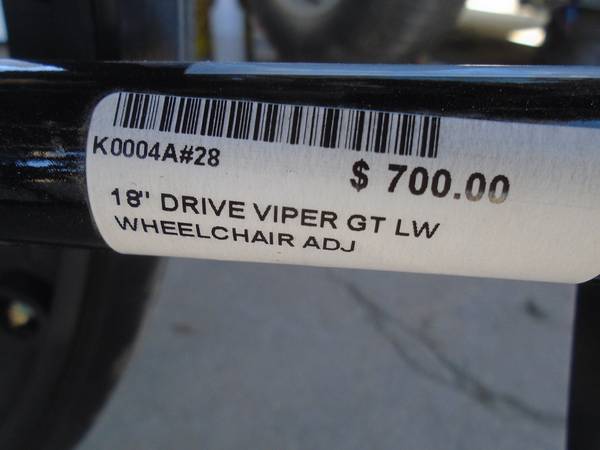 K0004A#28
$ 700.00
18" DRIVE VIPER GT LW
WHEELCHAIR ADJ